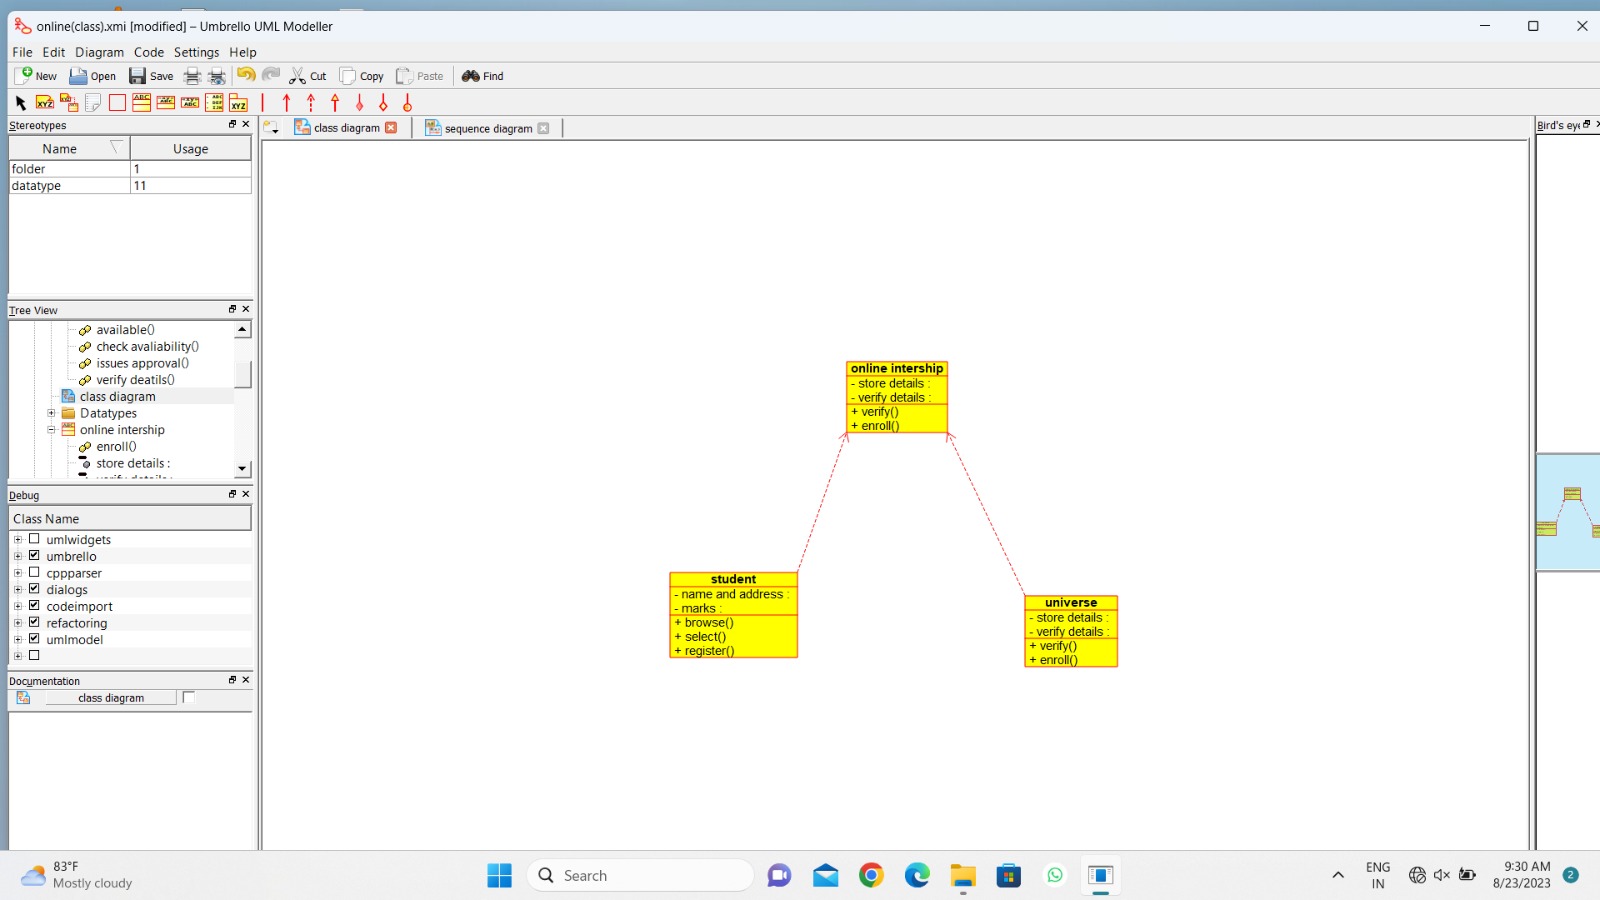 online(class).xmi [modified] – Umbrello UML Modeller
File Edit Diagram Code Settings Help
New Open Save Cut Copy Paste Find
Stereotypes
Name Usage
folder 1
datatype 11
Tree View
available()
check avaliability()
issues approval()
verify deatils()
class diagram
Datatypes
online intership
enroll()
store details :
Debug
Class Name
umlwidgets
umbrello
cppparser
dialogs
codeimport
refactoring
umlmodel
Documentation
class diagram
class diagram sequence diagram
online intership
- store details :
- verify details :
+ verify()
+ enroll()
student
- name and address :
- marks :
+ browse()
+ select()
+ register()
universe
- store details :
- verify details :
+ verify()
+ enroll()
Bird's eye
83°F
Mostly cloudy
Search
ENG
IN
9:30 AM
8/23/2023
2